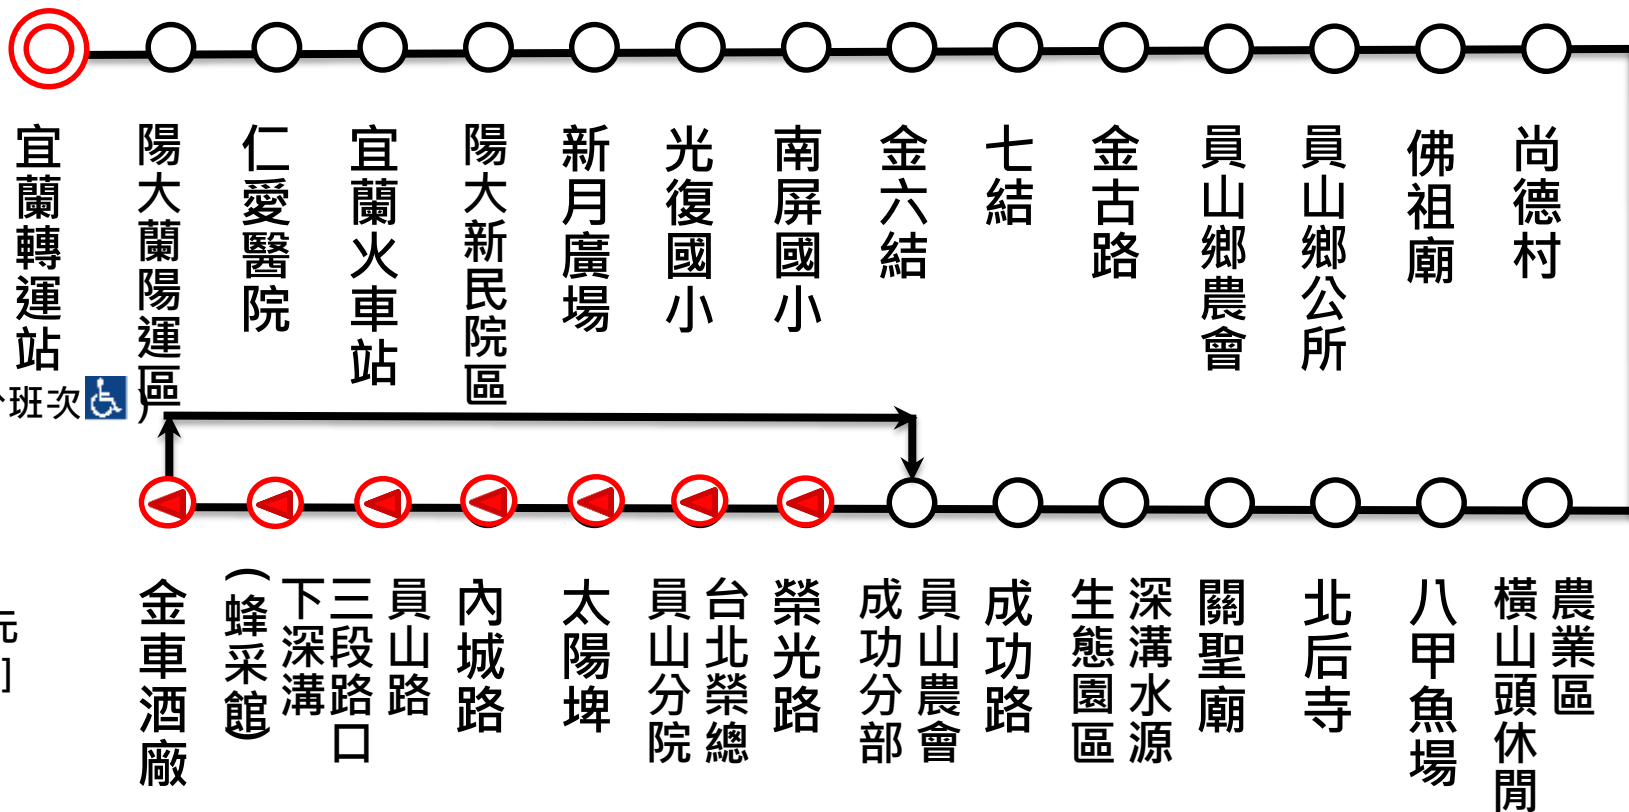 宜蘭轉運站
陽大蘭陽運區
仁愛醫院
宜蘭火車站
陽大新民院區
新月廣場
光復國小
南屏國小
金六結
七結
金古路
員山鄉農會
員山鄉公所
佛祖廟
尚德村
班次
)
元
]
金車酒廠
員山路
三段路口
下深溝
(蜂采館)
內城路
太陽埤
台北榮總
員山分院
榮光路
員山農會
成功分部
成功路
深溝水源
生態園區
關聖廟
北后寺
八甲魚場
農業區
橫山頭休閒